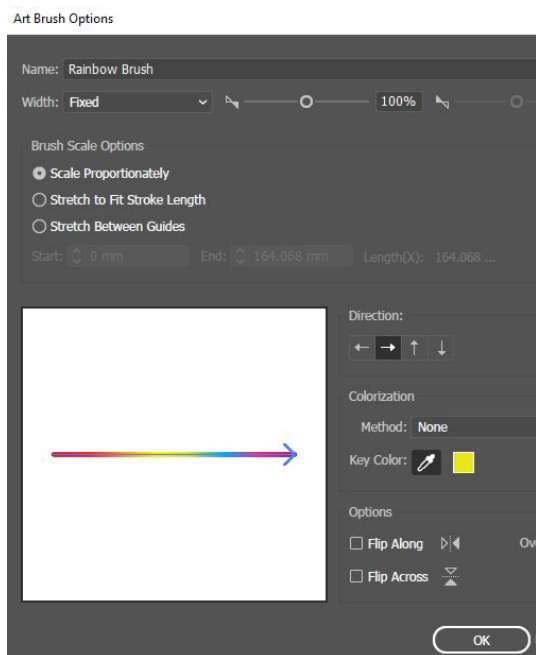 Art Brush Options
Name: Rainbow Brush
Width: Fixed 100%
Brush Scale Options
Scale Proportionately
Stretch to Fit Stroke Length
Stretch Between Guides
Start: 0 mm End: 164.068 mm Length(X): 164.068 ...
Direction:
Colorization
Method: None
Key Color:
Options
Flip Along Ov
Flip Across
OK